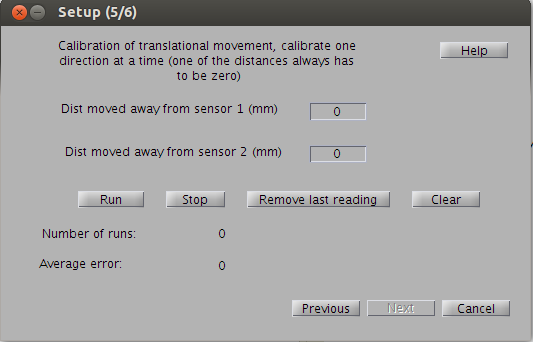 Setup (5/6)
Calibration of translational movement, calibrate one
direction at a time (one of the distances always has
to be zero)
Help
Dist moved away from sensor 1 (mm) 0
Dist moved away from sensor 2 (mm) 0
Run Stop Remove last reading Clear
Number of runs: 0
Average error: 0
Previous Next Cancel